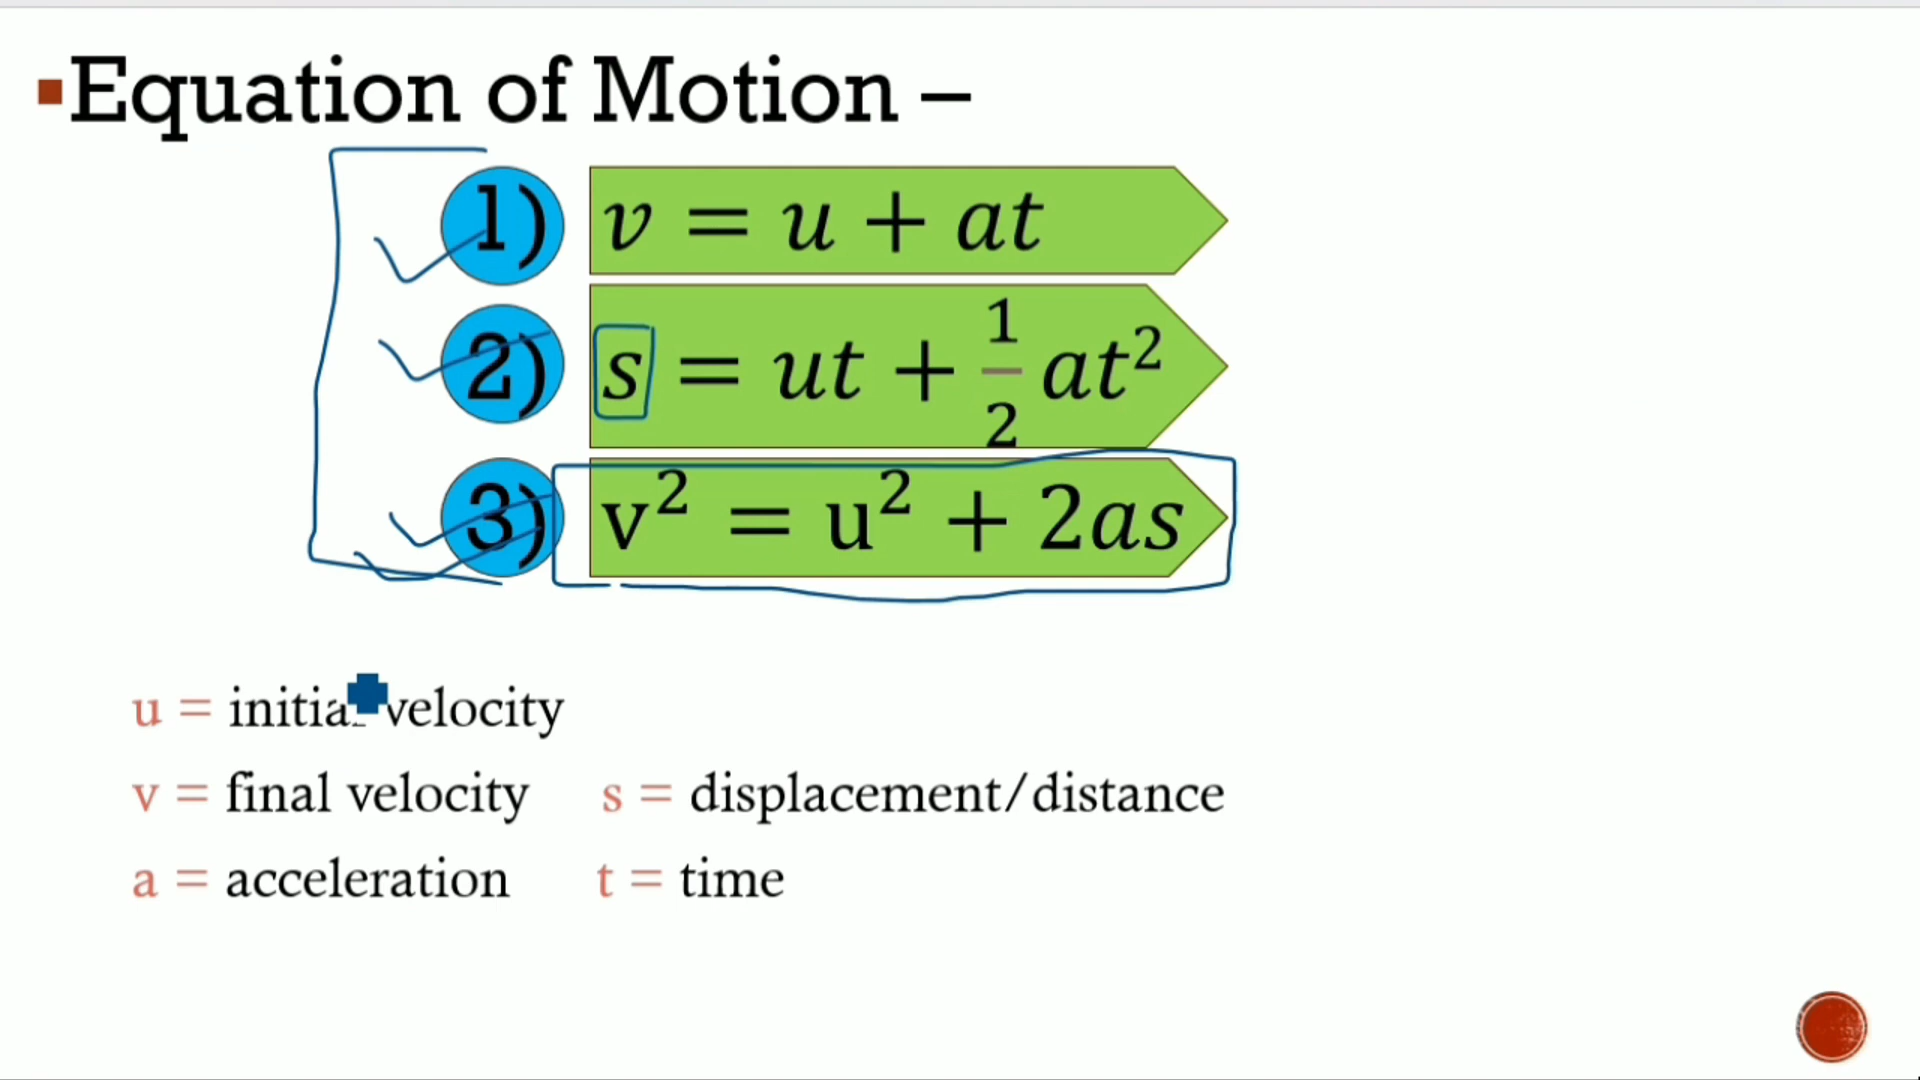 Equation of Motion –
1) v = u + at
2) s = ut + 1/2 at²
3) v² = u² + 2as
u = initial velocity
v = final velocity s = displacement/distance
a = acceleration t = time